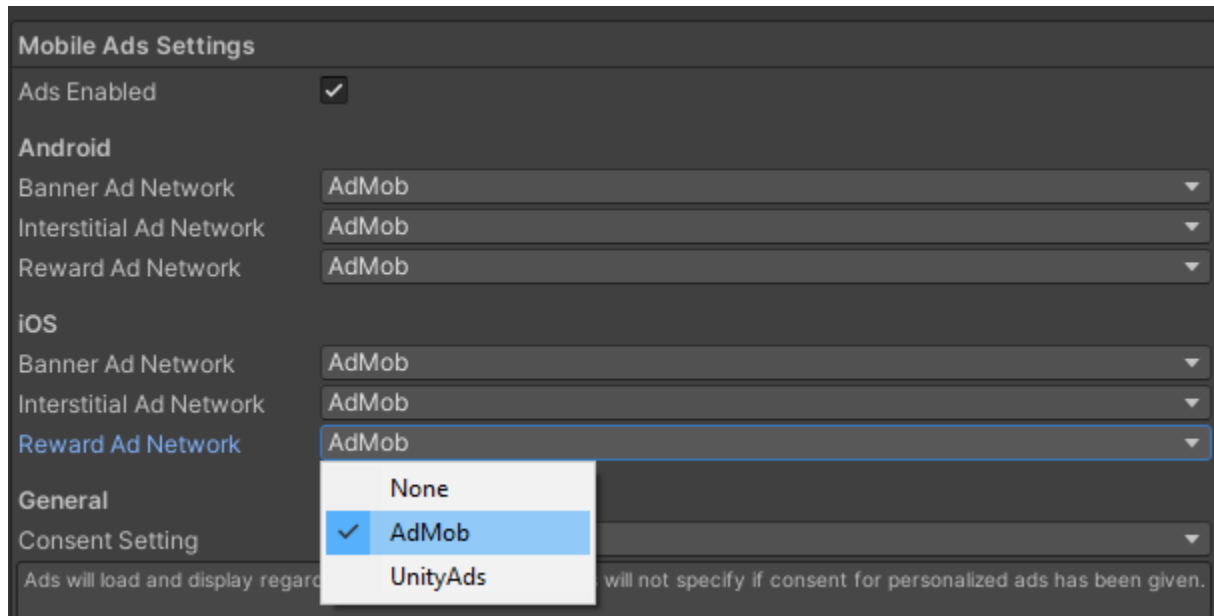 Mobile Ads Settings
Ads Enabled
Android
Banner Ad Network AdMob
Interstitial Ad Network AdMob
Reward Ad Network AdMob
iOS
Banner Ad Network AdMob
Interstitial Ad Network AdMob
Reward Ad Network AdMob
None
General
AdMob
Consent Setting
UnityAds
Ads will load and display will not specify if consent for personalized ads has been given.